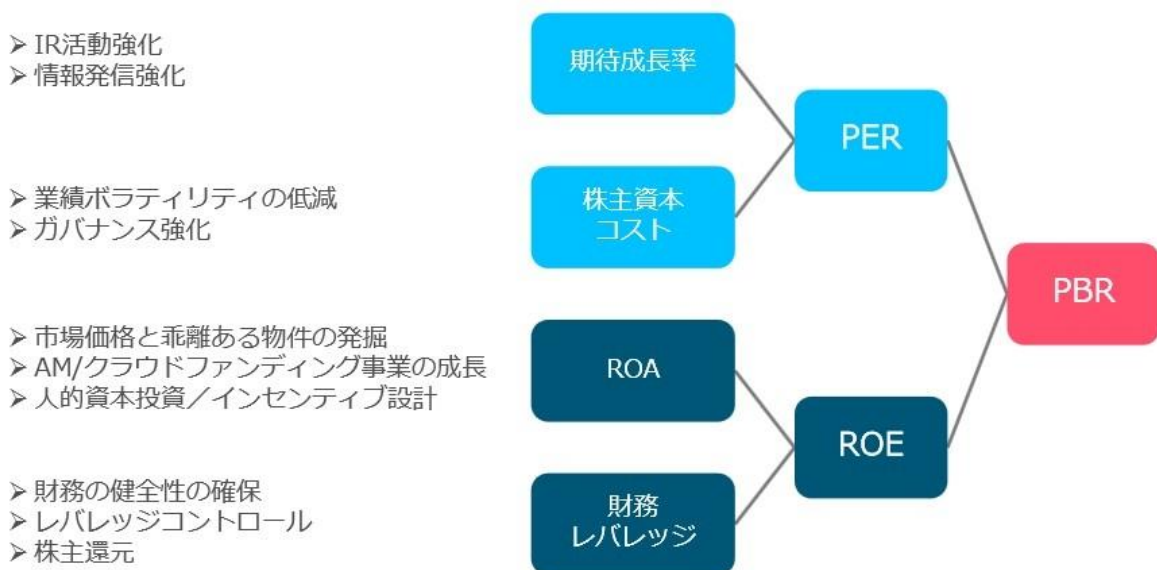 ➢ IR活動強化
➢ 情報発信強化
期待成長率
PER
➢ 業績ボラティリティの低減
➢ ガバナンス強化
株主資本
コスト
PBR
➢ 市場価格と乖離ある物件の発掘
➢ AM/クラウドファンディング事業の成長
➢ 人的資本投資／インセンティブ設計
ROA
ROE
➢ 財務の健全性の確保
➢ レバレッジコントロール
➢ 株主還元
財務
レバレッジ